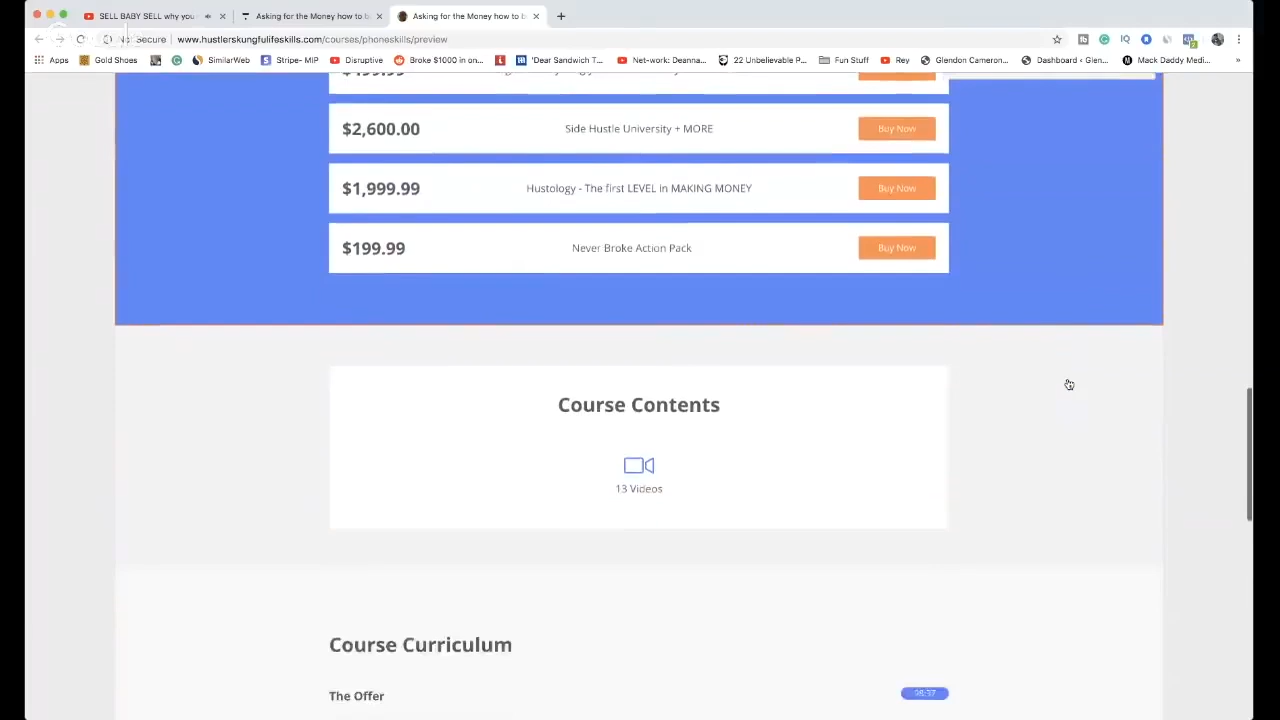 SELL BABY SELL why you
Asking for the Money how to b
Asking for the Money how to b
www.hustlerskungfulifeskills.com/courses/phoneskills/preview
Apps
Gold Shoes
SimilarWeb
Stripe- MIP
Disruptive
Broke $1000 in on...
'Dear Sandwich T...
Net-work: Deanna...
22 Unbelievable P...
Fun Stuff
Rey
Glendon Cameron...
Dashboard ‹ Glen...
Mack Daddy Medi...
»
$2,600.00
Side Hustle University + MORE
Buy Now
$1,999.99
Hustology - The first LEVEL in MAKING MONEY
Buy Now
$199.99
Never Broke Action Pack
Buy Now
Course Contents
13 Videos
Course Curriculum
The Offer